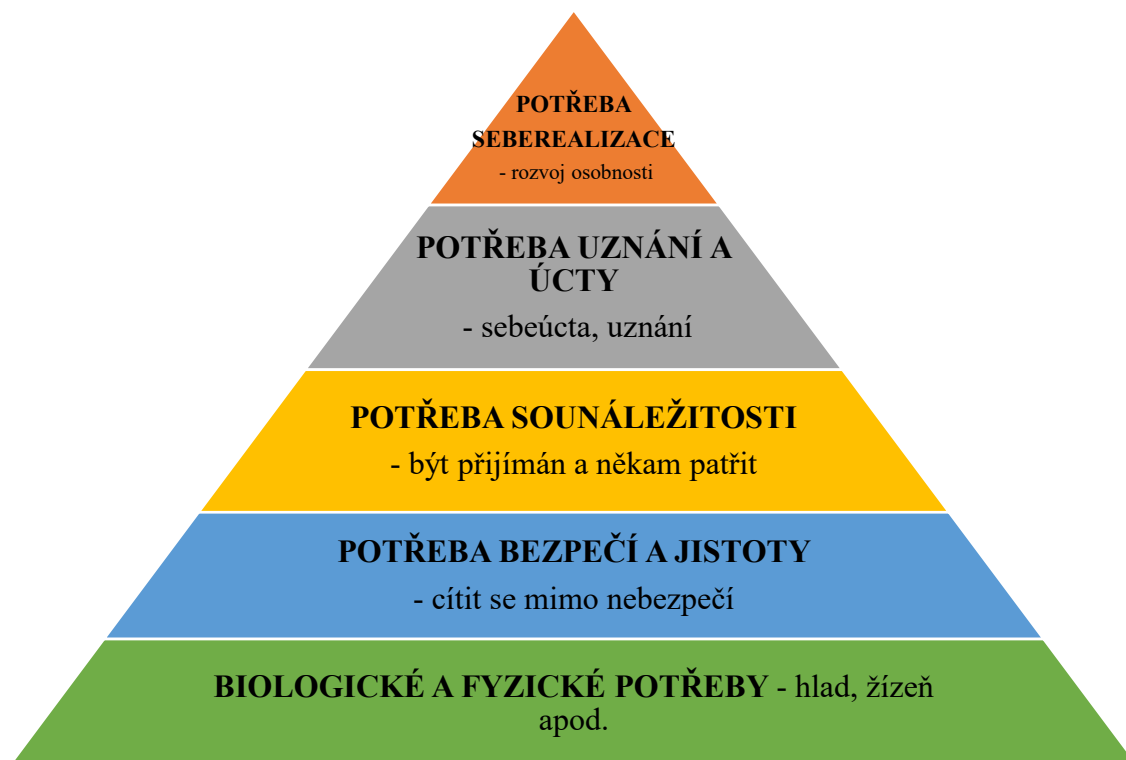 POTŘEBA
SEBEREALIZACE
- rozvoj osobnosti
POTŘEBA UZNÁNÍ A
ÚCTY
- sebeúcta, uznání
POTŘEBA SOUNÁLEŽITOSTI
- být přijímán a někam patřit
POTŘEBA BEZPEČÍ A JISTOTY
- cítit se mimo nebezpečí
BIOLOGICKÉ A FYZICKÉ POTŘEBY - hlad, žízeň
apod.